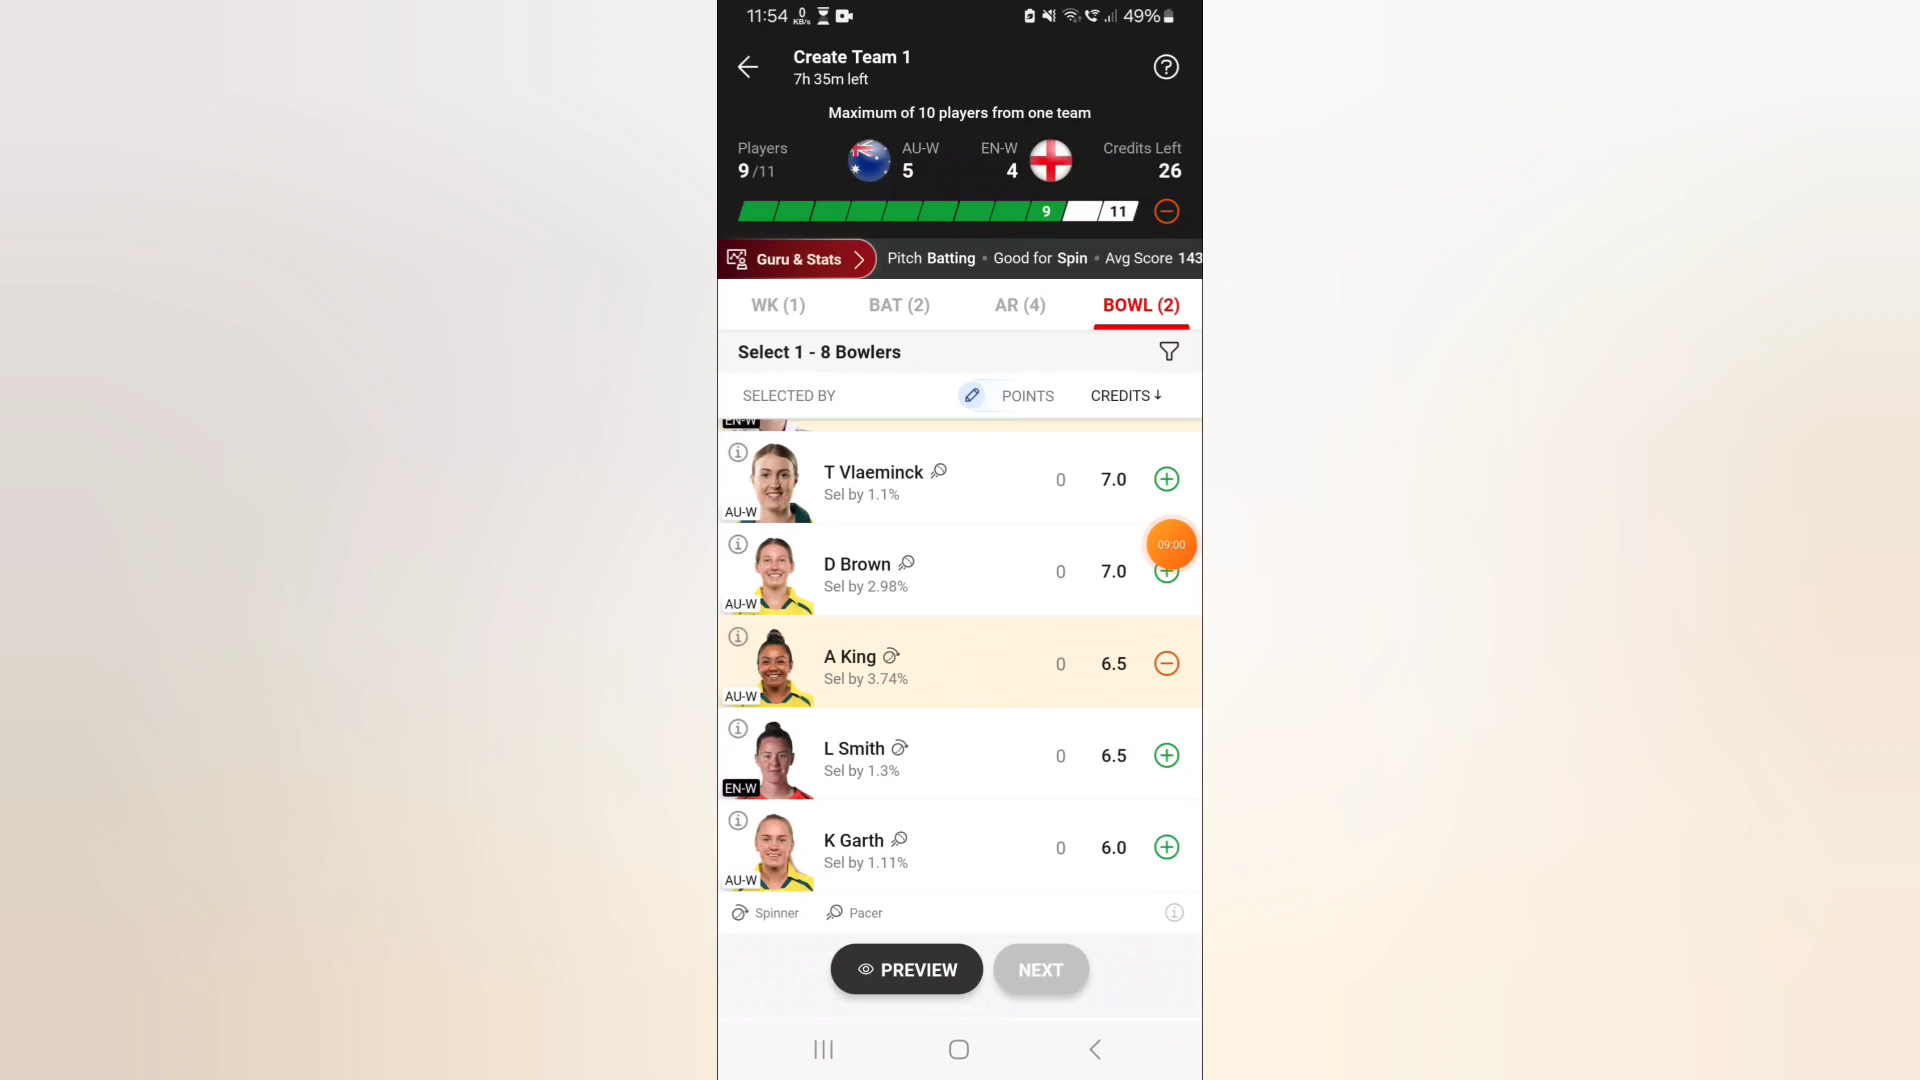 11:54 0 KB/s 49%
Create Team 1
7h 35m left
Maximum of 10 players from one team
Players AU-W EN-W Credits Left
9/11 5 4 26
9 11
Guru & Stats Pitch Batting • Good for Spin • Avg Score 143
WK (1) BAT (2) AR (4) BOWL (2)
Select 1 - 8 Bowlers
SELECTED BY POINTS CREDITS ↓
EN-W
T Vlaeminck 0 7.0
Sel by 1.1%
AU-W
09:00
D Brown 0 7.0
Sel by 2.98%
AU-W
A King 0 6.5
Sel by 3.74%
AU-W
L Smith 0 6.5
Sel by 1.3%
EN-W
K Garth 0 6.0
Sel by 1.11%
AU-W
Spinner Pacer
PREVIEW NEXT